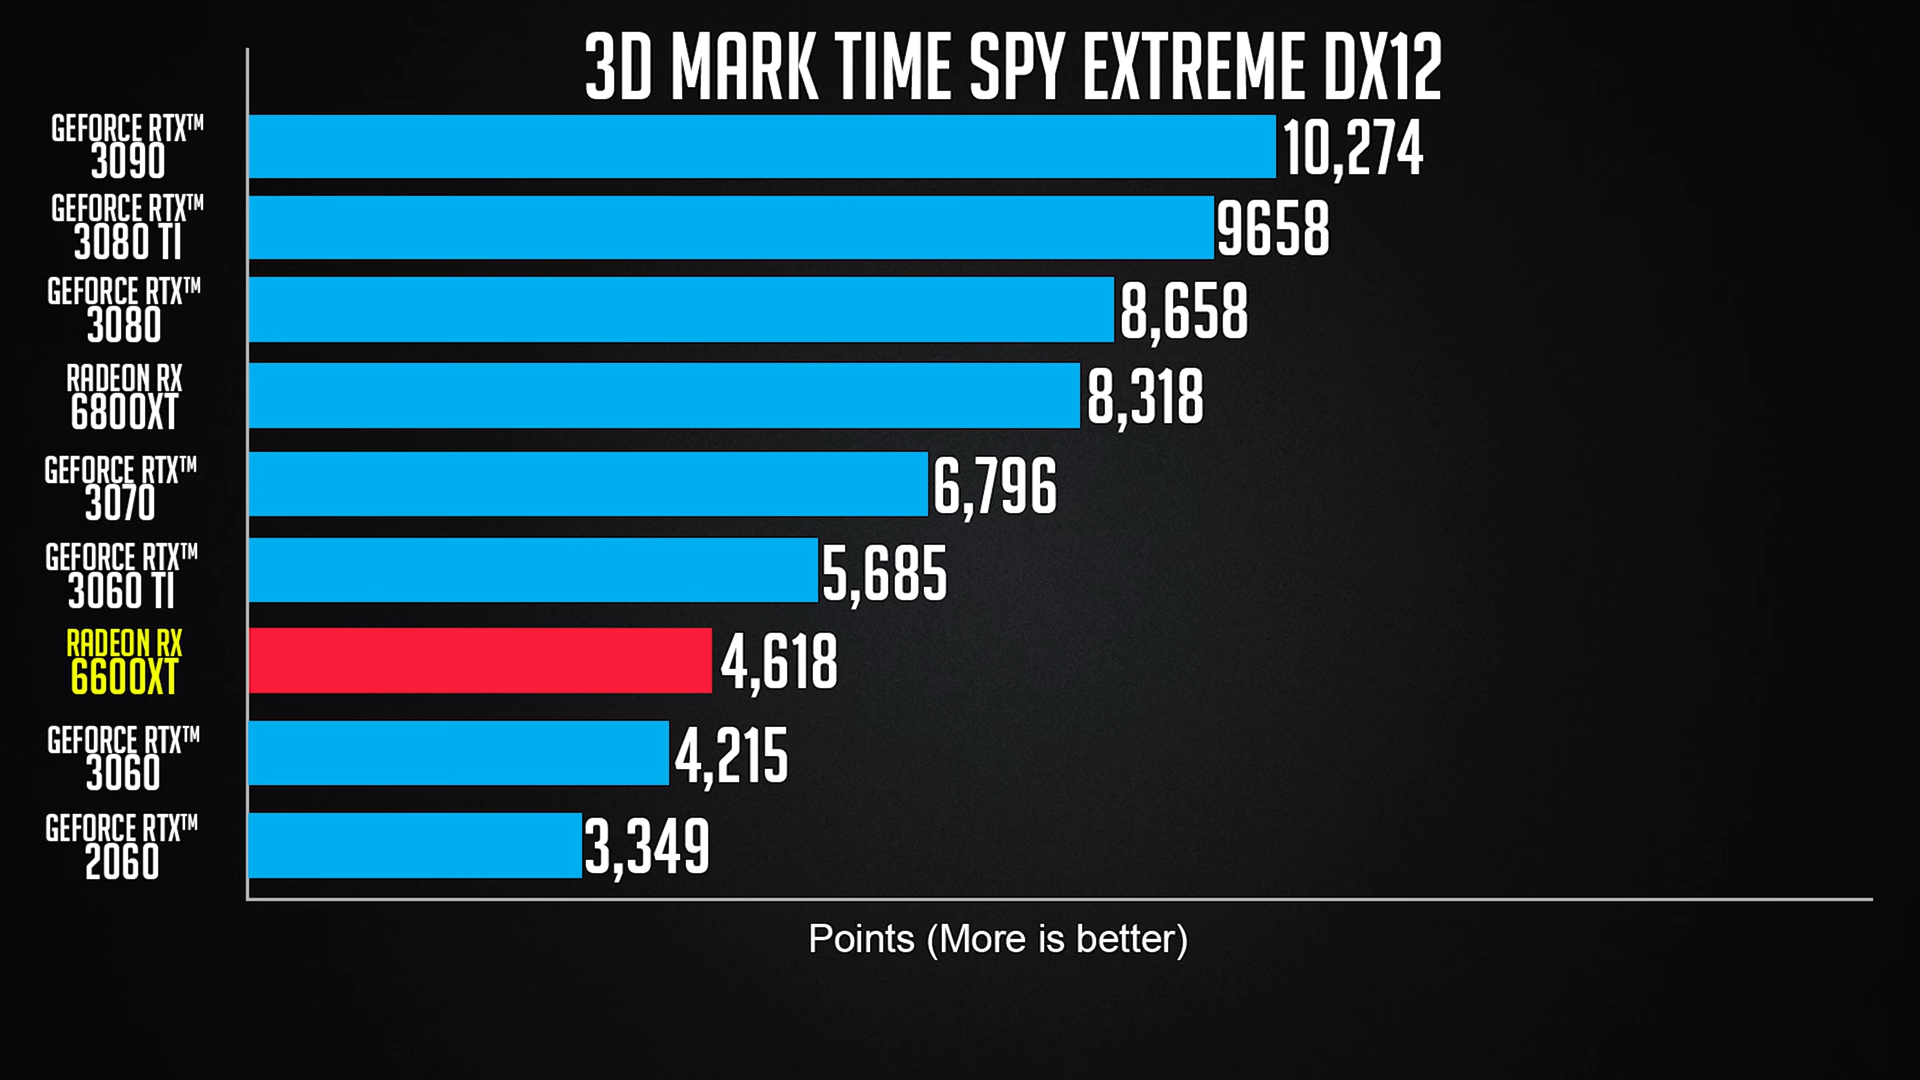 3D MARK TIME SPY EXTREME DX12
GEFORCE RTX™
3090
10,274
GEFORCE RTX™
3080 TI
9658
GEFORCE RTX™
3080
8,658
RADEON RX
6800XT
8,318
GEFORCE RTX™
3070
6,796
GEFORCE RTX™
3060 TI
5,685
RADEON RX
6600XT
4,618
GEFORCE RTX™
3060
4,215
GEFORCE RTX™
2060
3,349
Points (More is better)